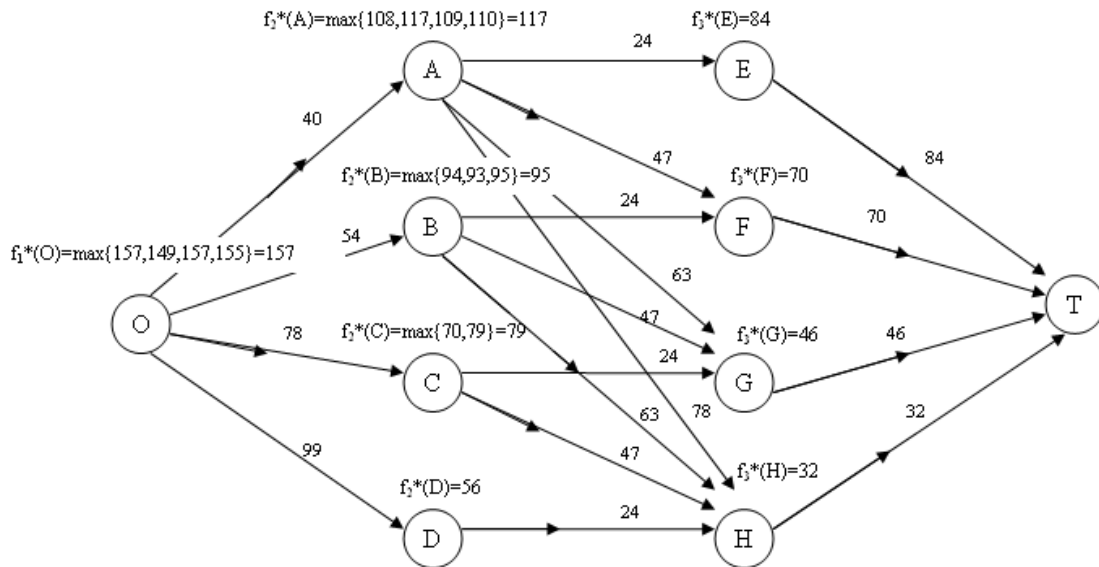 f₂*(A)=max{108,117,109,110}=117
f₃*(E)=84
24
A
E
40
47
84
f₂*(B)=max{94,93,95}=95
f₃*(F)=70
24
70
B
F
54
f₁*(O)=max{157,149,157,155}=157
63
T
O
47
78
f₂*(C)=max{70,79}=79
f₃*(G)=46
46
24
C
G
63
78
32
99
47
f₃*(H)=32
f₂*(D)=56
24
D
H